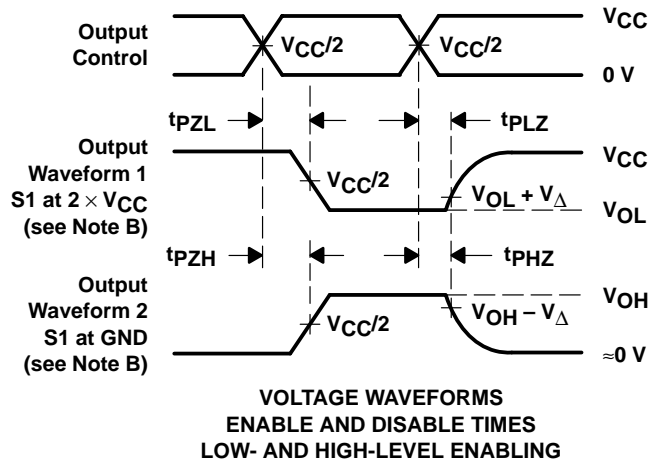 Output
Control
VCC/2
VCC/2
VCC
0 V
tPZL
tPLZ
Output
Waveform 1
S1 at 2 × VCC
(see Note B)
VCC/2
VCC
VOL + VΔ
VOL
tPZH
tPHZ
Output
Waveform 2
S1 at GND
(see Note B)
VCC/2
VOH
VOH − VΔ
≈0 V
VOLTAGE WAVEFORMS
ENABLE AND DISABLE TIMES
LOW- AND HIGH-LEVEL ENABLING